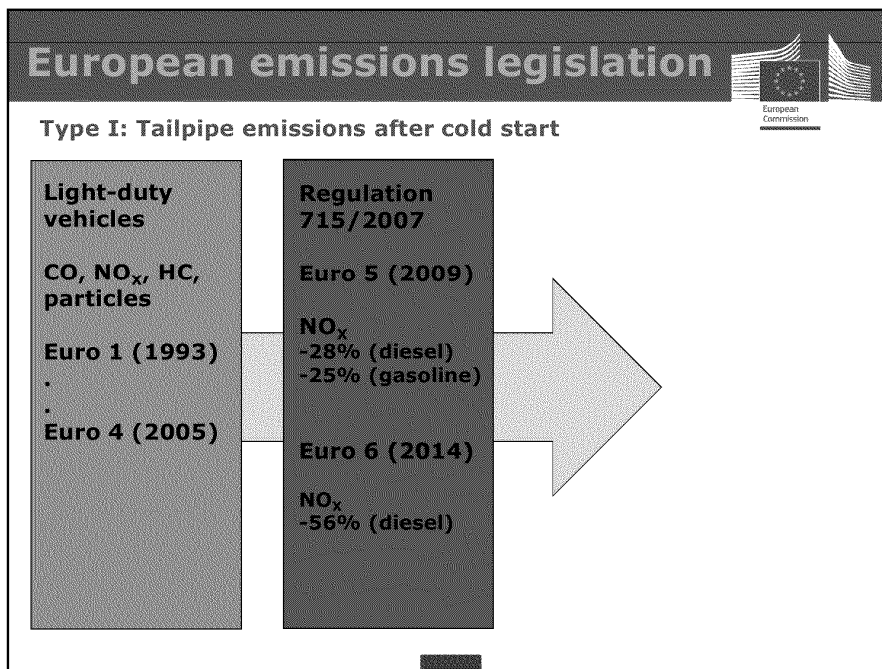 European emissions legislation
European
Commission
Type I: Tailpipe emissions after cold start
Light-duty
vehicles
CO, NOx, HC,
particles
Euro 1 (1993)
.
.
Euro 4 (2005)
Regulation
715/2007
Euro 5 (2009)
NOx
-28% (diesel)
-25% (gasoline)
Euro 6 (2014)
NOx
-56% (diesel)